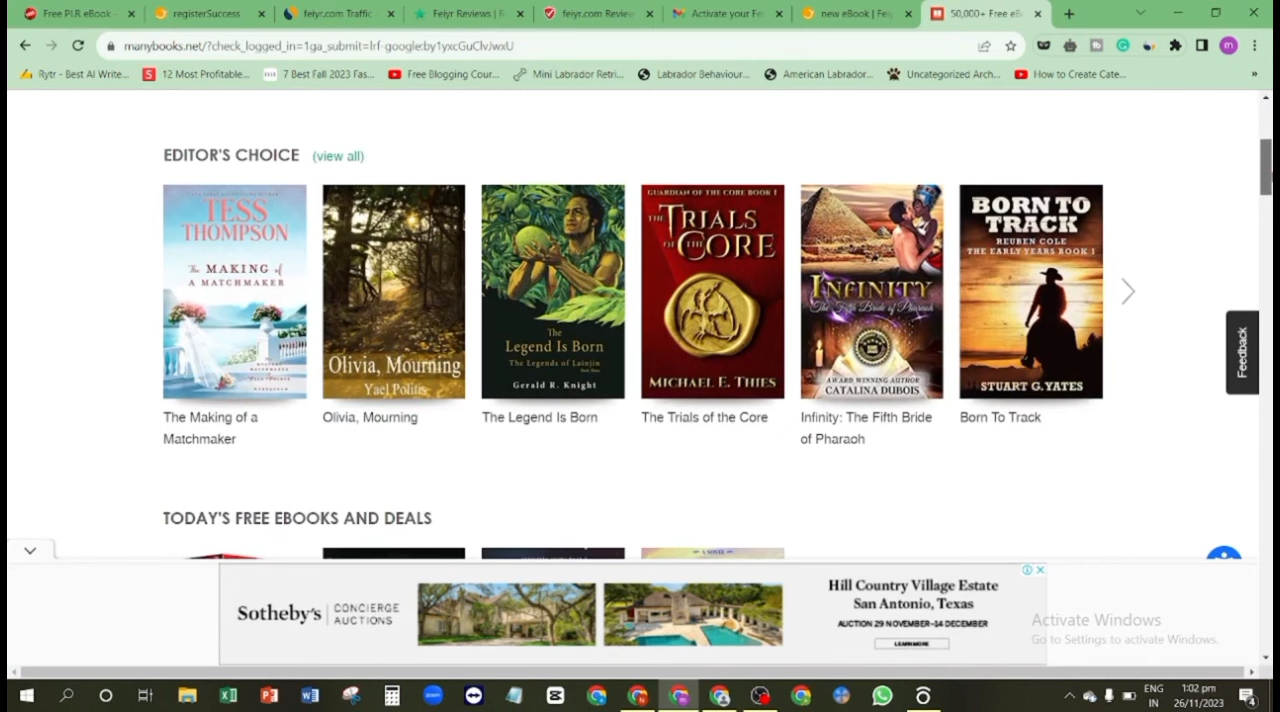 Free PLR eBook -
registerSuccess
feiyr.com Traffic
Feiyr Reviews | R
feiyr.com Review
Activate your Fe
new eBook | Feiy
50,000+ Free eB
manybooks.net/?check_logged_in=1ga_submit=lrf-google:by1yxcGuClvJwxU
m
Rytr - Best AI Write...
S
12 Most Profitable...
7 Best Fall 2023 Fas...
Free Blogging Cour...
Mini Labrador Retri...
Labrador Behaviour...
American Labrador...
Uncategorized Arch...
How to Create Cate...
»
EDITOR'S CHOICE (view all)
TESS
THOMPSON
The MAKING of
A MATCHMAKER
Olivia, Mourning
Yael Politis
The
Legend Is Born
The Legends of Lainjin
Gerald R. Knight
GUARDIAN OF THE CORE BOOK I
THE TRIALS
OF THE CORE
MICHAEL E. THIES
INFINITY
The Fifth Bride of Pharaoh
AWARD WINNING AUTHOR
CATALINA DUBOIS
BORN TO
TRACK
REUBEN COLE
THE EARLY YEARS BOOK 1
STUART G. YATES
The Making of a
Matchmaker
Olivia, Mourning
The Legend Is Born
The Trials of the Core
Infinity: The Fifth Bride
of Pharaoh
Born To Track
Feedback
TODAY'S FREE EBOOKS AND DEALS
A NOVEL
Sotheby's
CONCIERGE
AUCTIONS
Hill Country Village Estate
San Antonio, Texas
AUCTION 29 NOVEMBER–14 DECEMBER
LEARN MORE
Activate Windows
Go to Settings to activate Windows.
ENG
IN
1:02 pm
26/11/2023
4